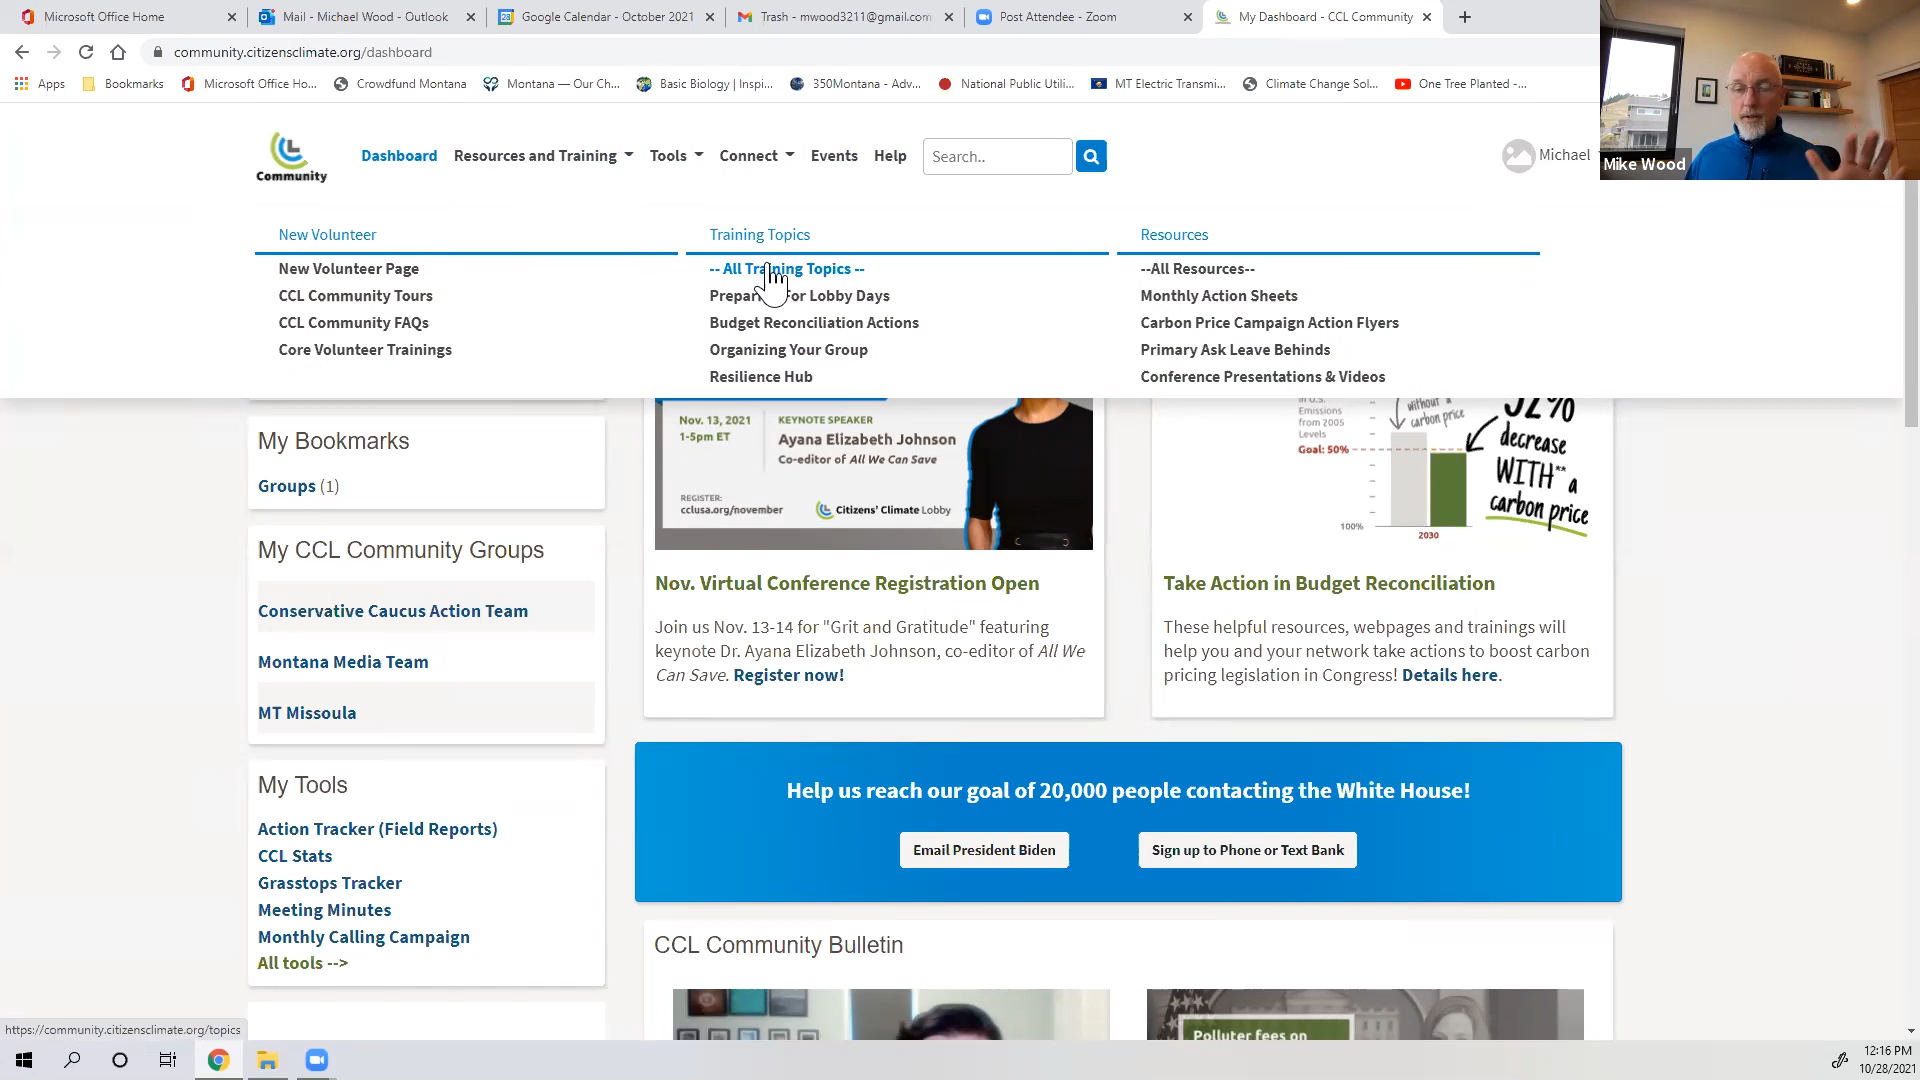 Microsoft Office Home
Mail - Michael Wood - Outlook
Google Calendar - October 2021
Trash - mwood3211@gmail.com
Post Attendee - Zoom
My Dashboard - CCL Community
community.citizensclimate.org/dashboard
Apps
Bookmarks
Microsoft Office Ho...
Crowdfund Montana
Montana — Our Ch...
Basic Biology | Inspi...
350Montana - Adv...
National Public Utili...
MT Electric Transmi...
Climate Change Sol...
One Tree Planted -...
Mike Wood
Community
Dashboard
Resources and Training
Tools
Connect
Events
Help
Search..
Michael
New Volunteer
New Volunteer Page
CCL Community Tours
CCL Community FAQs
Core Volunteer Trainings
Training Topics
-- All Training Topics --
For Lobby Days
Budget Reconciliation Actions
Organizing Your Group
Resilience Hub
Resources
--All Resources--
Monthly Action Sheets
Carbon Price Campaign Action Flyers
Primary Ask Leave Behinds
Conference Presentations & Videos
My Bookmarks
Groups (1)
My CCL Community Groups
Conservative Caucus Action Team
Montana Media Team
MT Missoula
My Tools
Action Tracker (Field Reports)
CCL Stats
Grasstops Tracker
Meeting Minutes
Monthly Calling Campaign
All tools -->
Nov. 13, 2021
1-5pm ET
KEYNOTE SPEAKER
Ayana Elizabeth Johnson
Co-editor of All We Can Save
REGISTER:
cclusa.org/november
Citizens' Climate Lobby
Nov. Virtual Conference Registration Open
Join us Nov. 13-14 for "Grit and Gratitude" featuring
keynote Dr. Ayana Elizabeth Johnson, co-editor of All We
Can Save. Register now!
in U.S.
Emissions
from 2005
Levels
Goal: 50%
100%
2030
without a
carbon price
decrease
WITH** a
carbon price
Take Action in Budget Reconciliation
These helpful resources, webpages and trainings will
help you and your network take actions to boost carbon
pricing legislation in Congress! Details here.
Help us reach our goal of 20,000 people contacting the White House!
Email President Biden
Sign up to Phone or Text Bank
CCL Community Bulletin
Polluter fees on
https://community.citizensclimate.org/topics
12:16 PM
10/28/2021